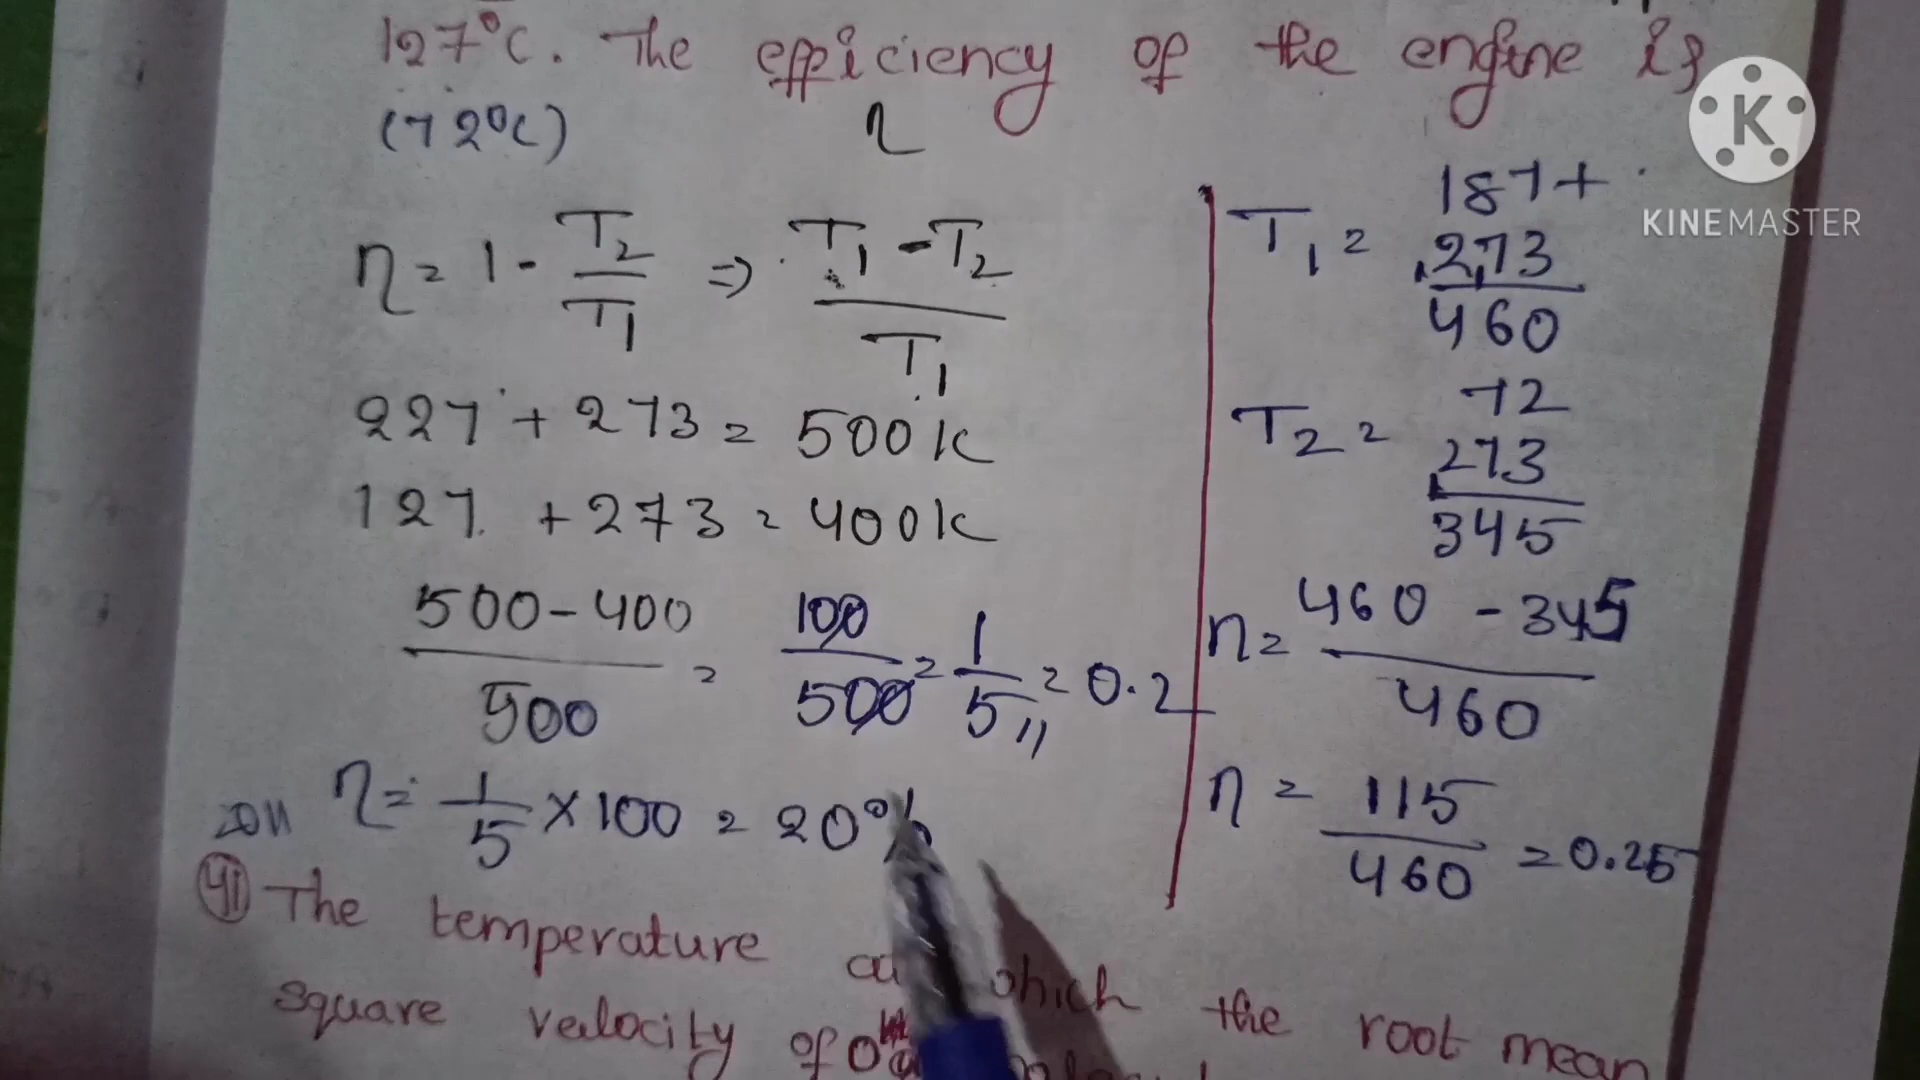 127°C. The efficiency of the engine is
(72°C) η
η = 1 - T2/T1 ⇒ T1 - T2/T1
227 + 273 = 500K
127 + 273 = 400K
500 - 400/500 = 100/500 = 1/5 = 0.2
η = 1/5 × 100 = 20%
T1 = 187 +
273
460
T2 = 72
273
345
η = 460 - 345/460
η = 115/460 = 0.25
41 The temperature which the root mean
square velocity of
K
KINEMASTER